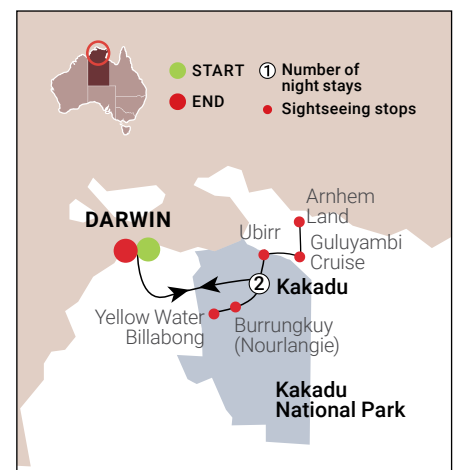 START
END
1 Number of
night stays
Sightseeing stops
Arnhem
Land
DARWIN
Ubirr
Guluyambi
Cruise
2 Kakadu
Yellow Water
Billabong
Burrungkuy
(Nourlangie)
Kakadu
National Park